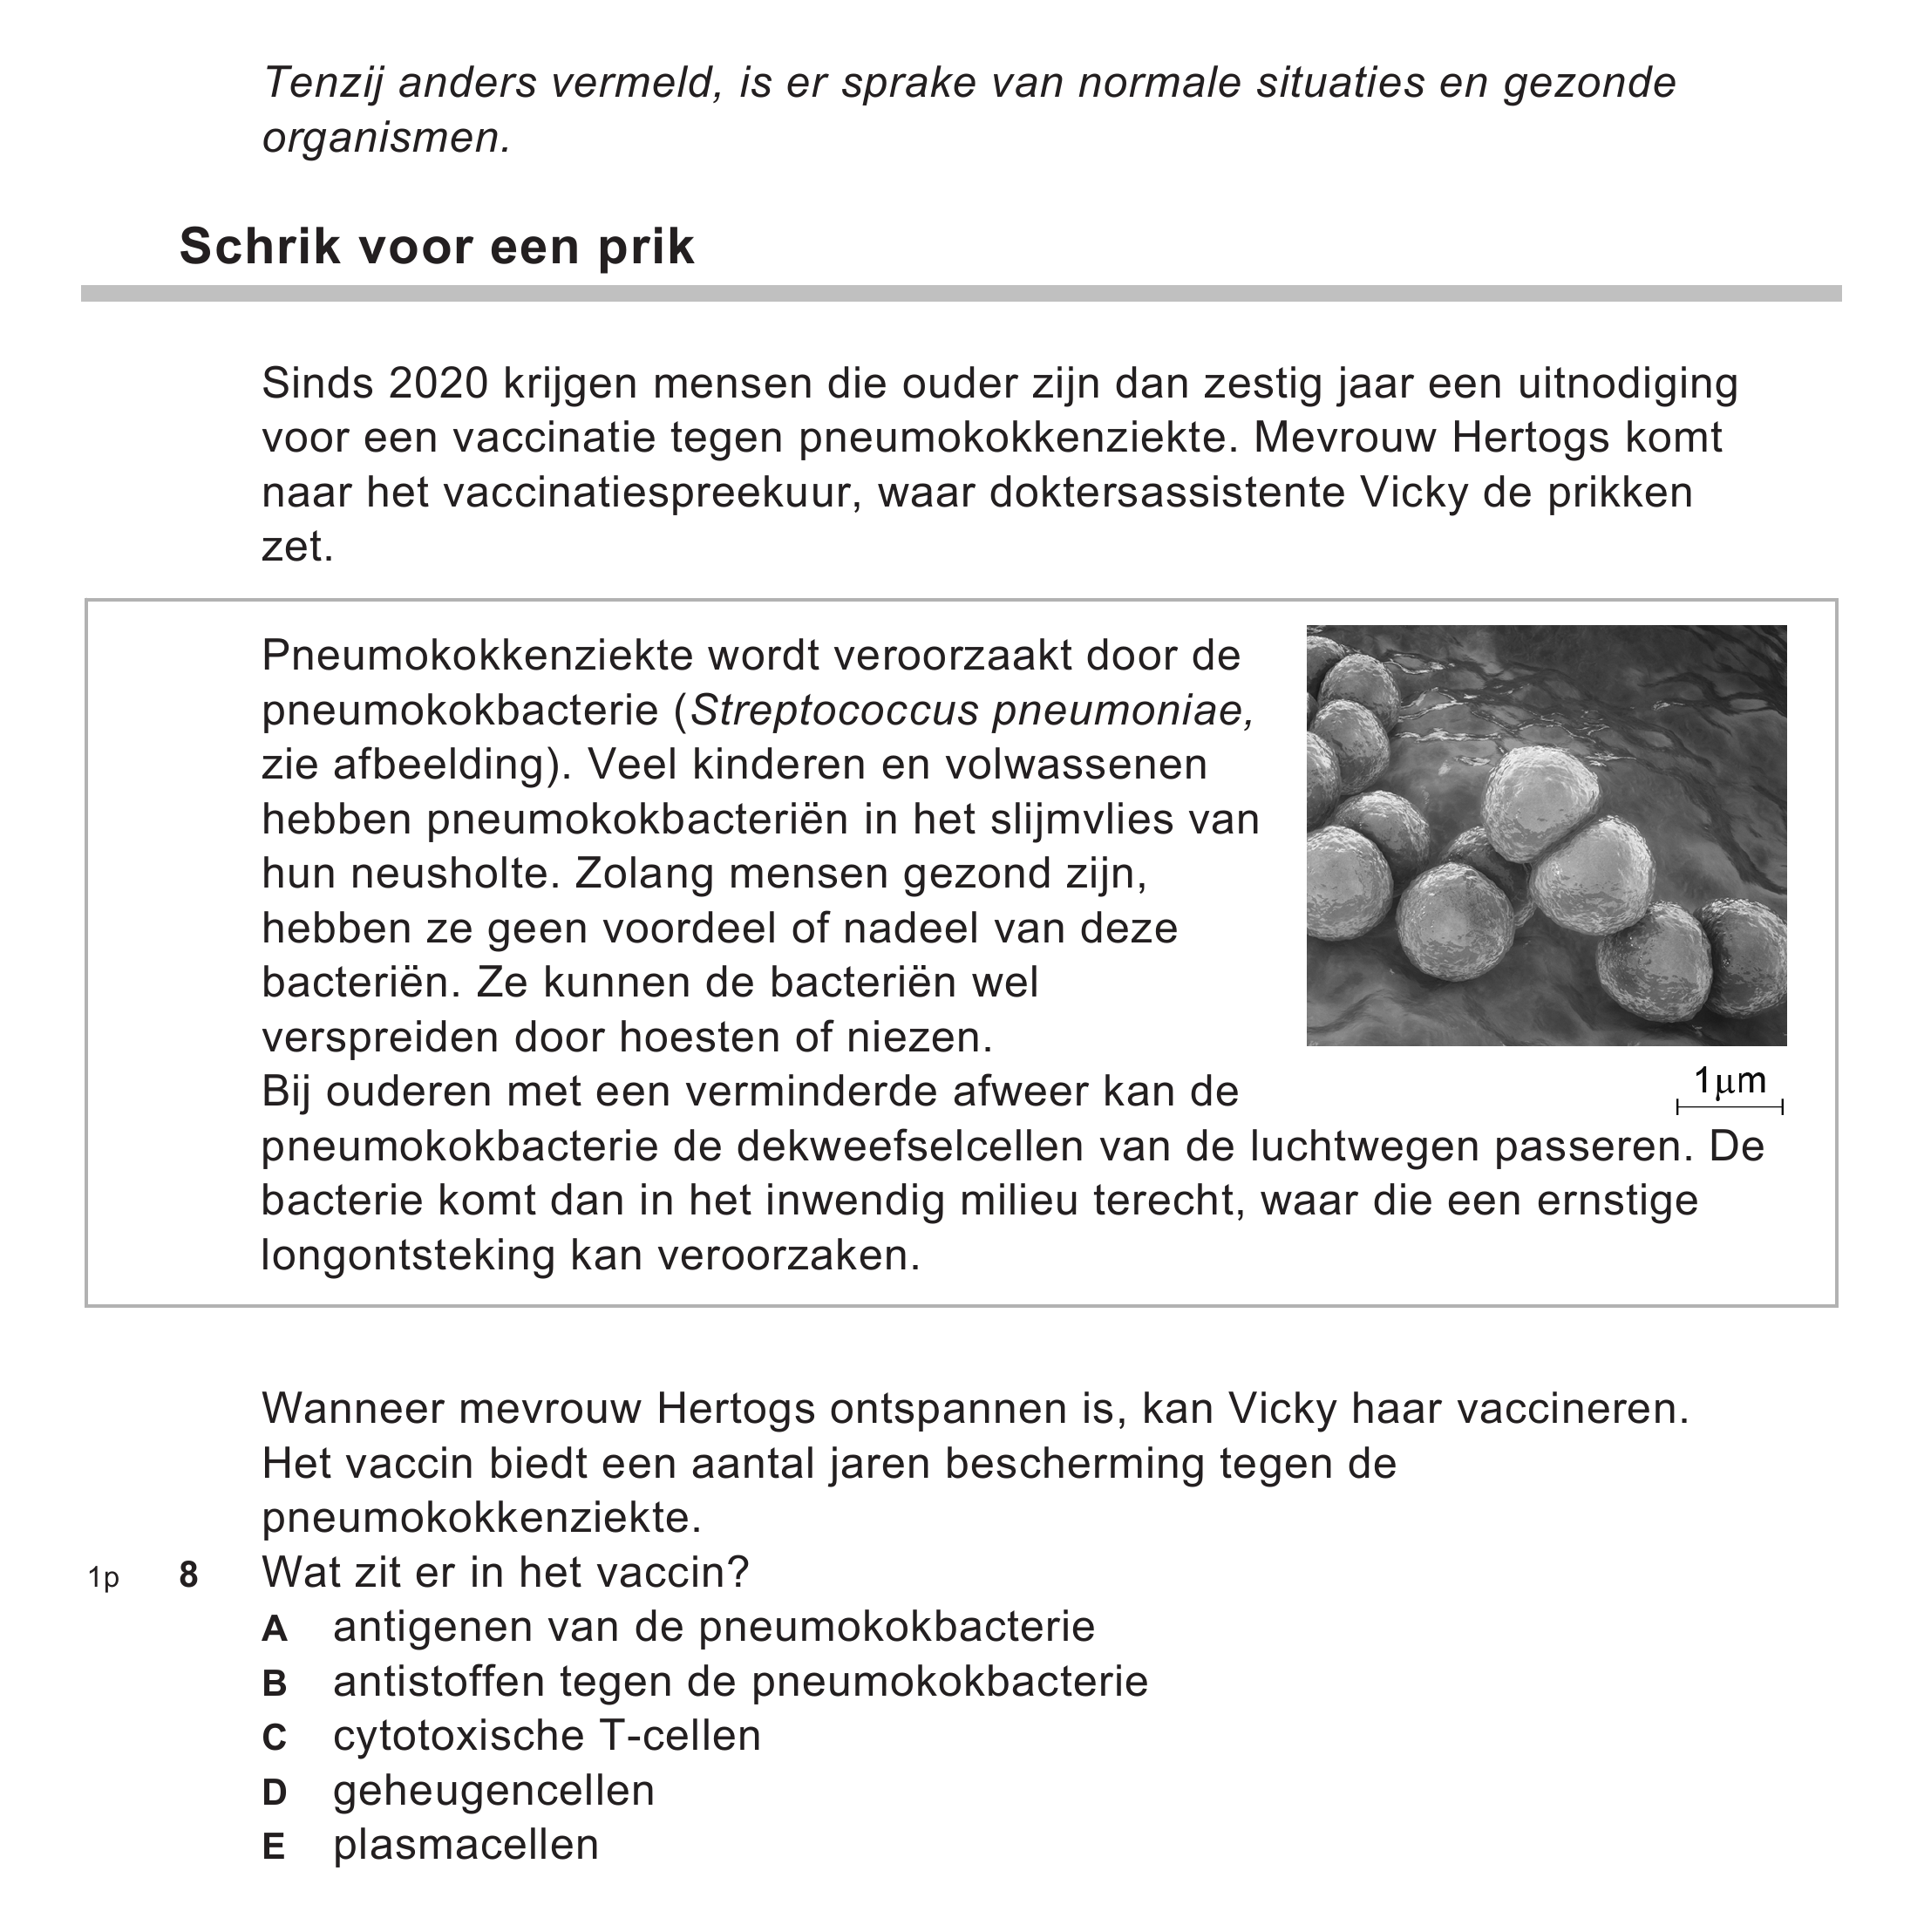 Tenzij anders vermeld, is er sprake van normale situaties en gezonde
organismen.
Schrik voor een prik
Sinds 2020 krijgen mensen die ouder zijn dan zestig jaar een uitnodiging
voor een vaccinatie tegen pneumokokkenziekte. Mevrouw Hertogs komt
naar het vaccinatiespreekuur, waar doktersassistente Vicky de prikken
zet.
Pneumokokkenziekte wordt veroorzaakt door de
pneumokokbacterie (Streptococcus pneumoniae,
zie afbeelding). Veel kinderen en volwassenen
hebben pneumokokbacteriën in het slijmvlies van
hun neusholte. Zolang mensen gezond zijn,
hebben ze geen voordeel of nadeel van deze
bacteriën. Ze kunnen de bacteriën wel
verspreiden door hoesten of niezen.
Bij ouderen met een verminderde afweer kan de
1μm
pneumokokbacterie de dekweefselcellen van de luchtwegen passeren. De
bacterie komt dan in het inwendig milieu terecht, waar die een ernstige
longontsteking kan veroorzaken.
Wanneer mevrouw Hertogs ontspannen is, kan Vicky haar vaccineren.
Het vaccin biedt een aantal jaren bescherming tegen de
pneumokokkenziekte.
1p 8 Wat zit er in het vaccin?
A antigenen van de pneumokokbacterie
B antistoffen tegen de pneumokokbacterie
C cytotoxische T-cellen
D geheugencellen
E plasmacellen